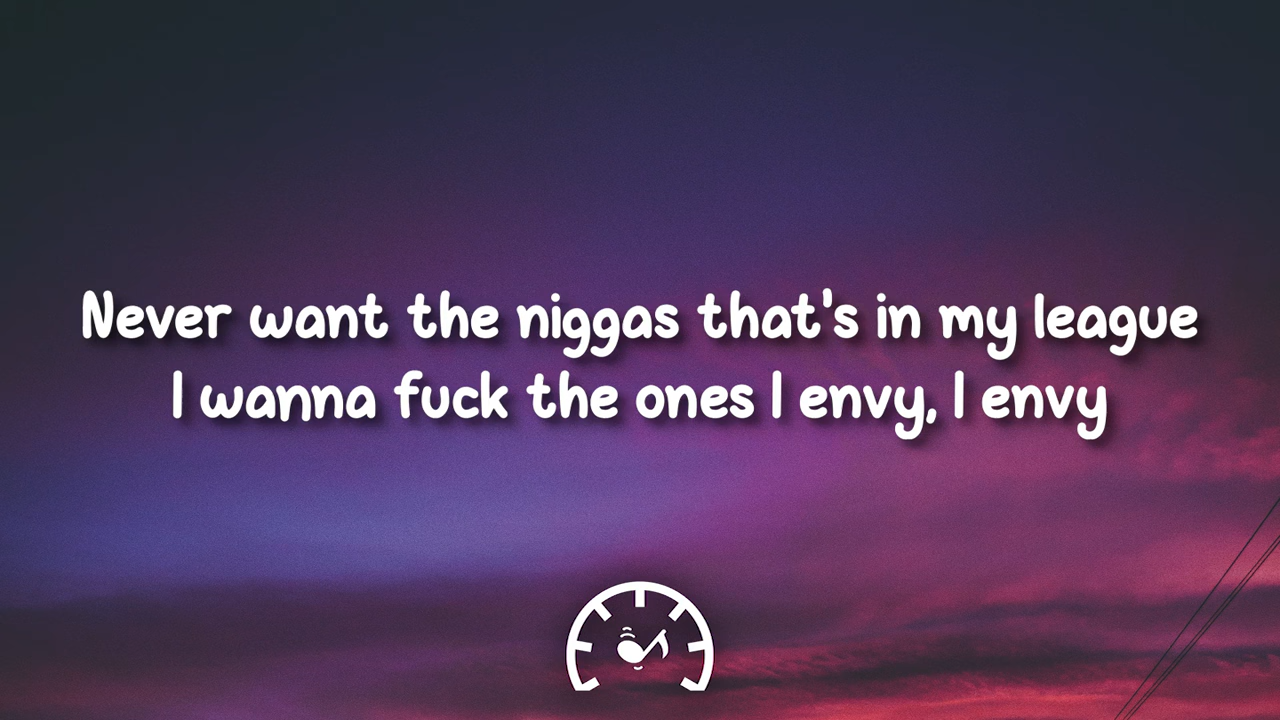 Never want the niggas that's in my league
I wanna fuck the ones I envy, I envy